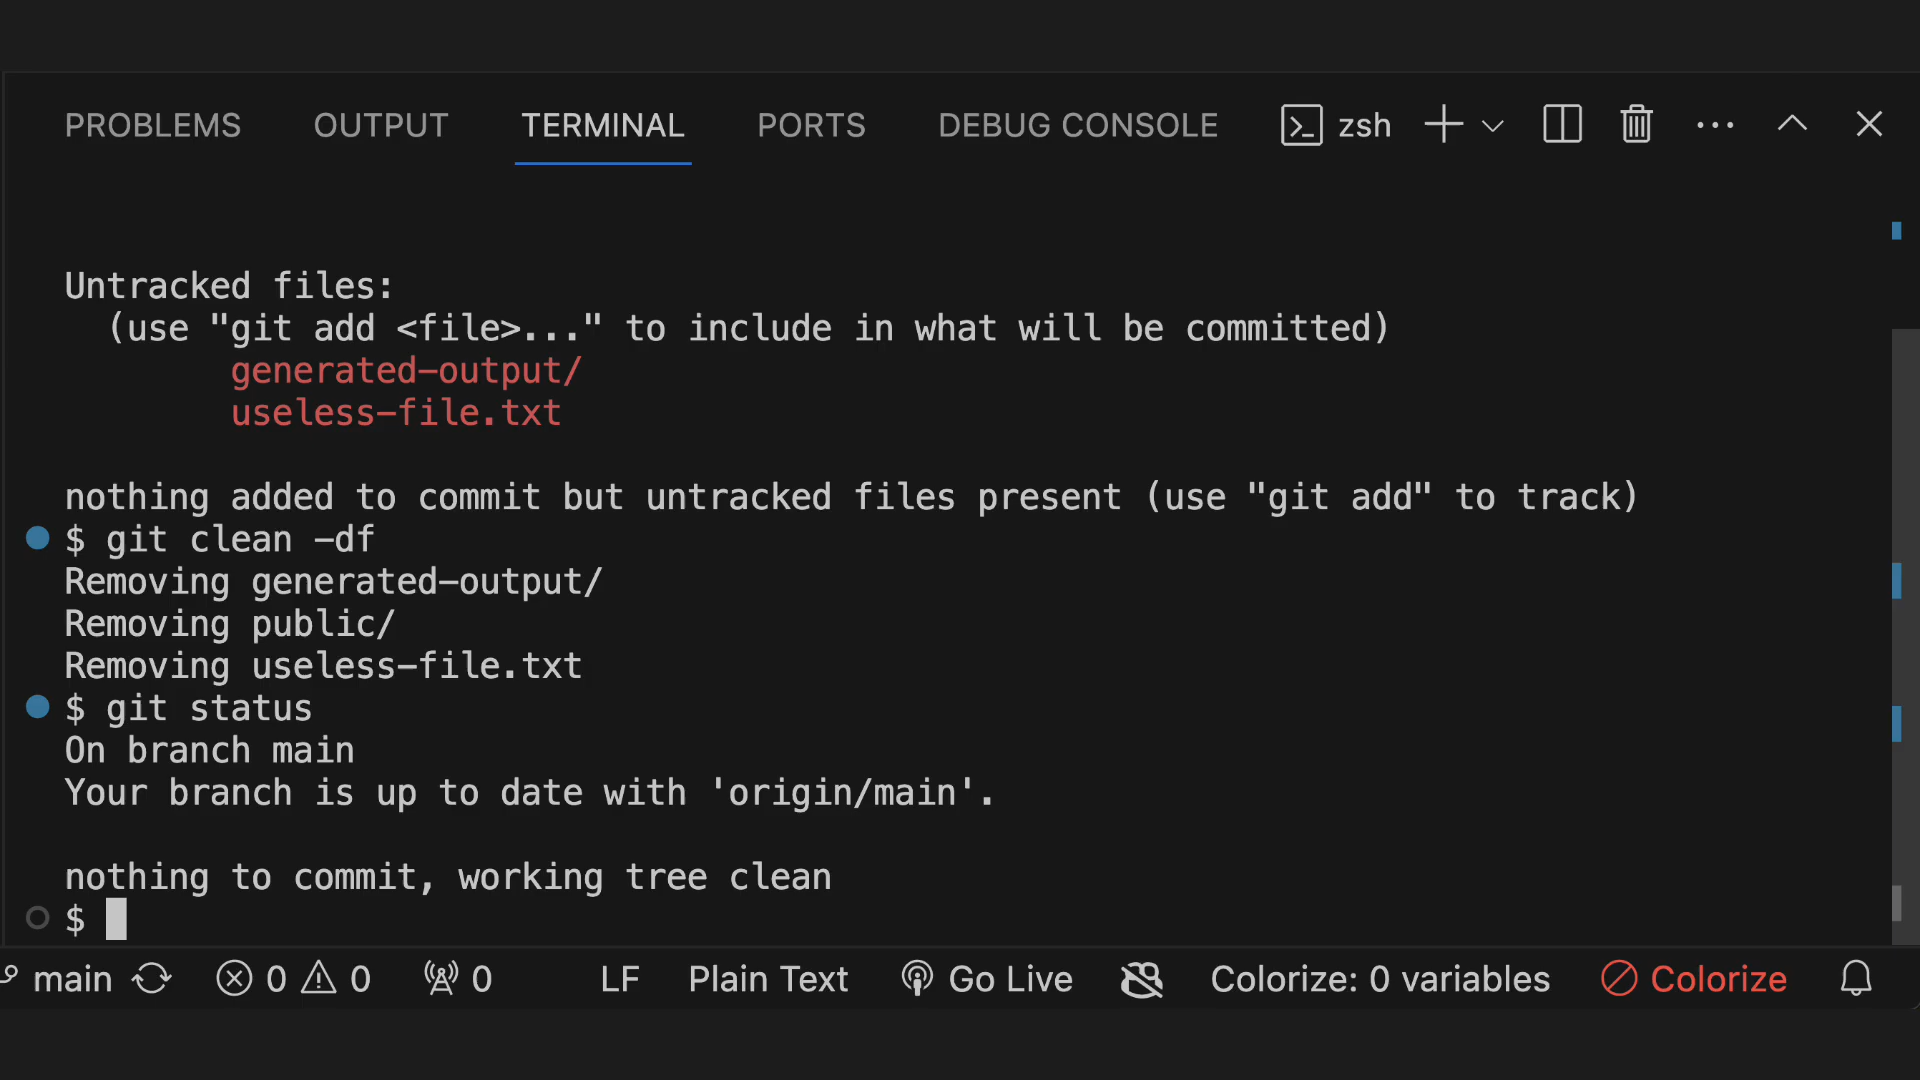 PROBLEMS OUTPUT TERMINAL PORTS DEBUG CONSOLE zsh
Untracked files:
  (use "git add <file>..." to include in what will be committed)
        generated-output/
        useless-file.txt
nothing added to commit but untracked files present (use "git add" to track)
$ git clean -df
Removing generated-output/
Removing public/
Removing useless-file.txt
$ git status
On branch main
Your branch is up to date with 'origin/main'.
nothing to commit, working tree clean
$
main 0 0 0 LF Plain Text Go Live Colorize: 0 variables Colorize